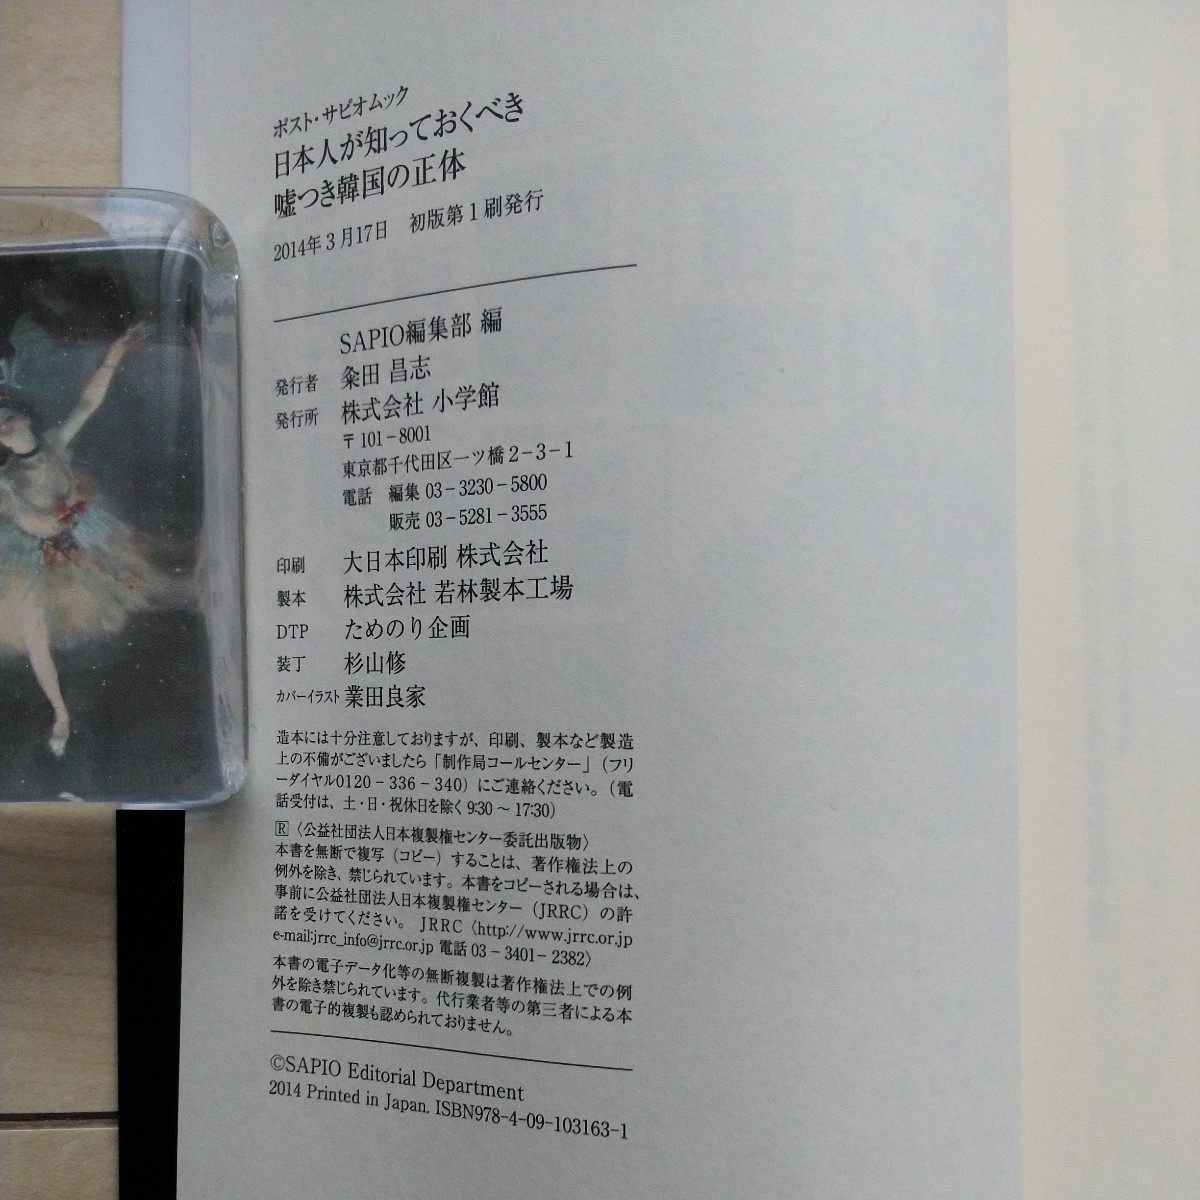 ポスト・サピオムック
日本人が知っておくべき
嘘つき韓国の正体
2014年3月17日　初版第1刷発行
SAPIO編集部 編
発行者 粂田 昌志
発行所 株式会社 小学館
〒101-8001
東京都千代田区一ツ橋2-3-1
電話 編集 03-3230-5800
販売 03-5281-3555
印刷 大日本印刷 株式会社
製本 株式会社 若林製本工場
DTP ためのり企画
装丁 杉山修
カバーイラスト 業田良家
造本には十分注意しておりますが、印刷、製本など製造
上の不備がございましたら「制作局コールセンター」（フリ
ーダイヤル0120-336-340）にご連絡ください。（電
話受付は、土・日・祝休日を除く9:30～17:30）
Ⓡ〈公益社団法人日本複製権センター委託出版物〉
本書を無断で複写（コピー）することは、著作権法上の
例外を除き、禁じられています。本書をコピーされる場合は、
事前に公益社団法人日本複製権センター（JRRC）の許
諾を受けてください。 JRRC〈http://www.jrrc.or.jp
e-mail:jrrc_info@jrrc.or.jp 電話03-3401-2382〉
本書の電子データ化等の無断複製は著作権法上での例
外を除き禁じられています。代行業者等の第三者による本
書の電子的複製も認められておりません。
©SAPIO Editorial Department
2014 Printed in Japan. ISBN978-4-09-103163-1